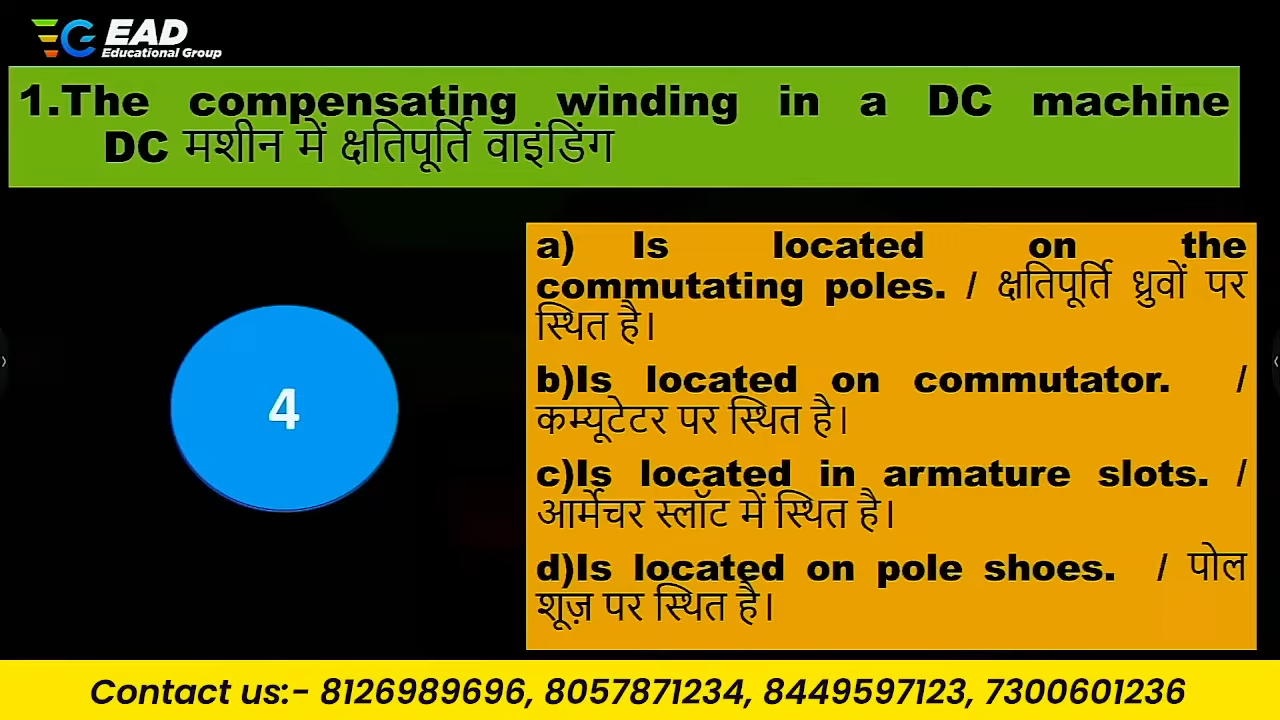 EAD
Educational Group
1.The compensating winding in a DC machine
DC मशीन में क्षतिपूर्ति वाइंडिंग
4
a) Is located on the
commutating poles. / क्षतिपूर्ति ध्रुवों पर
स्थित है।
b)Is located on commutator. /
कम्यूटेटर पर स्थित है।
c)Is located in armature slots. /
आर्मेचर स्लॉट में स्थित है।
d)Is located on pole shoes. / पोल
शूज़ पर स्थित है।
Contact us:- 8126989696, 8057871234, 8449597123, 7300601236